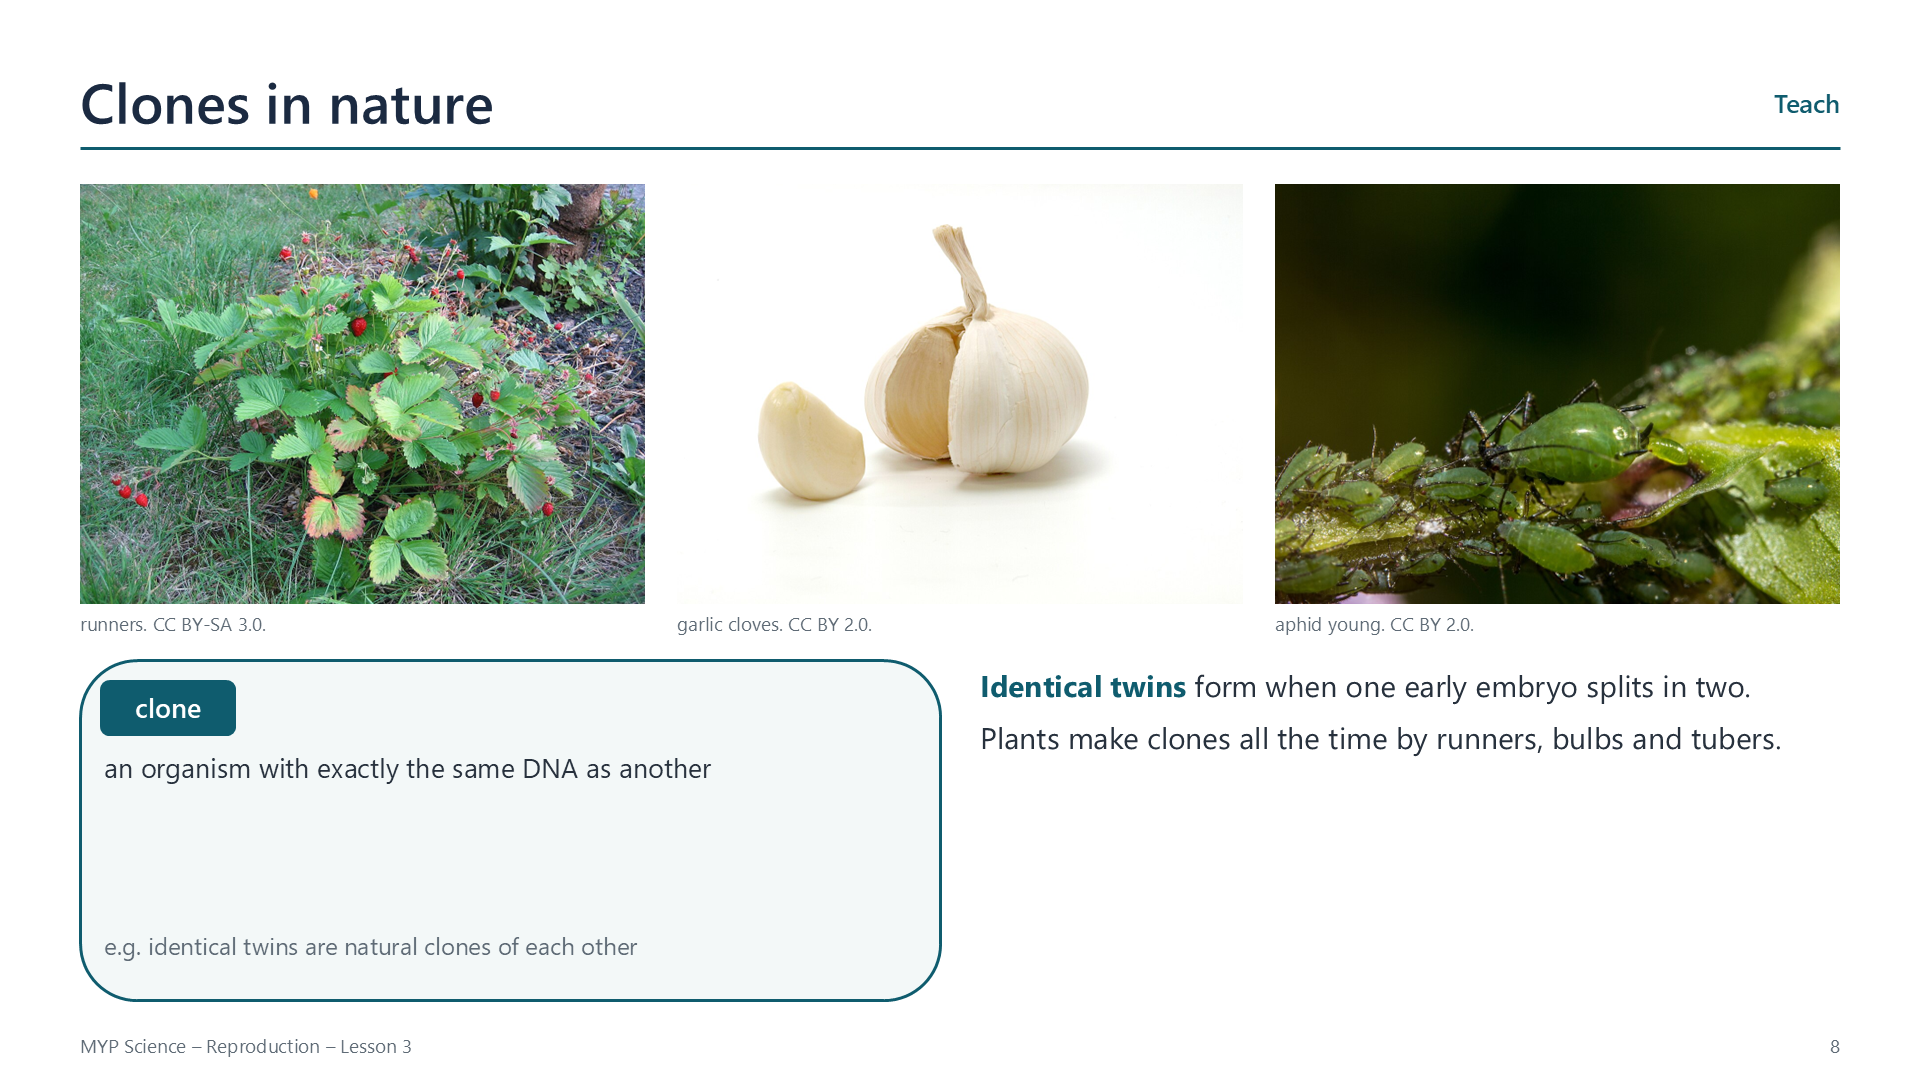 Clones in nature
Teach
runners. CC BY-SA 3.0.
garlic cloves. CC BY 2.0.
aphid young. CC BY 2.0.
clone
an organism with exactly the same DNA as another
e.g. identical twins are natural clones of each other
Identical twins form when one early embryo splits in two.
Plants make clones all the time by runners, bulbs and tubers.
MYP Science – Reproduction – Lesson 3
8